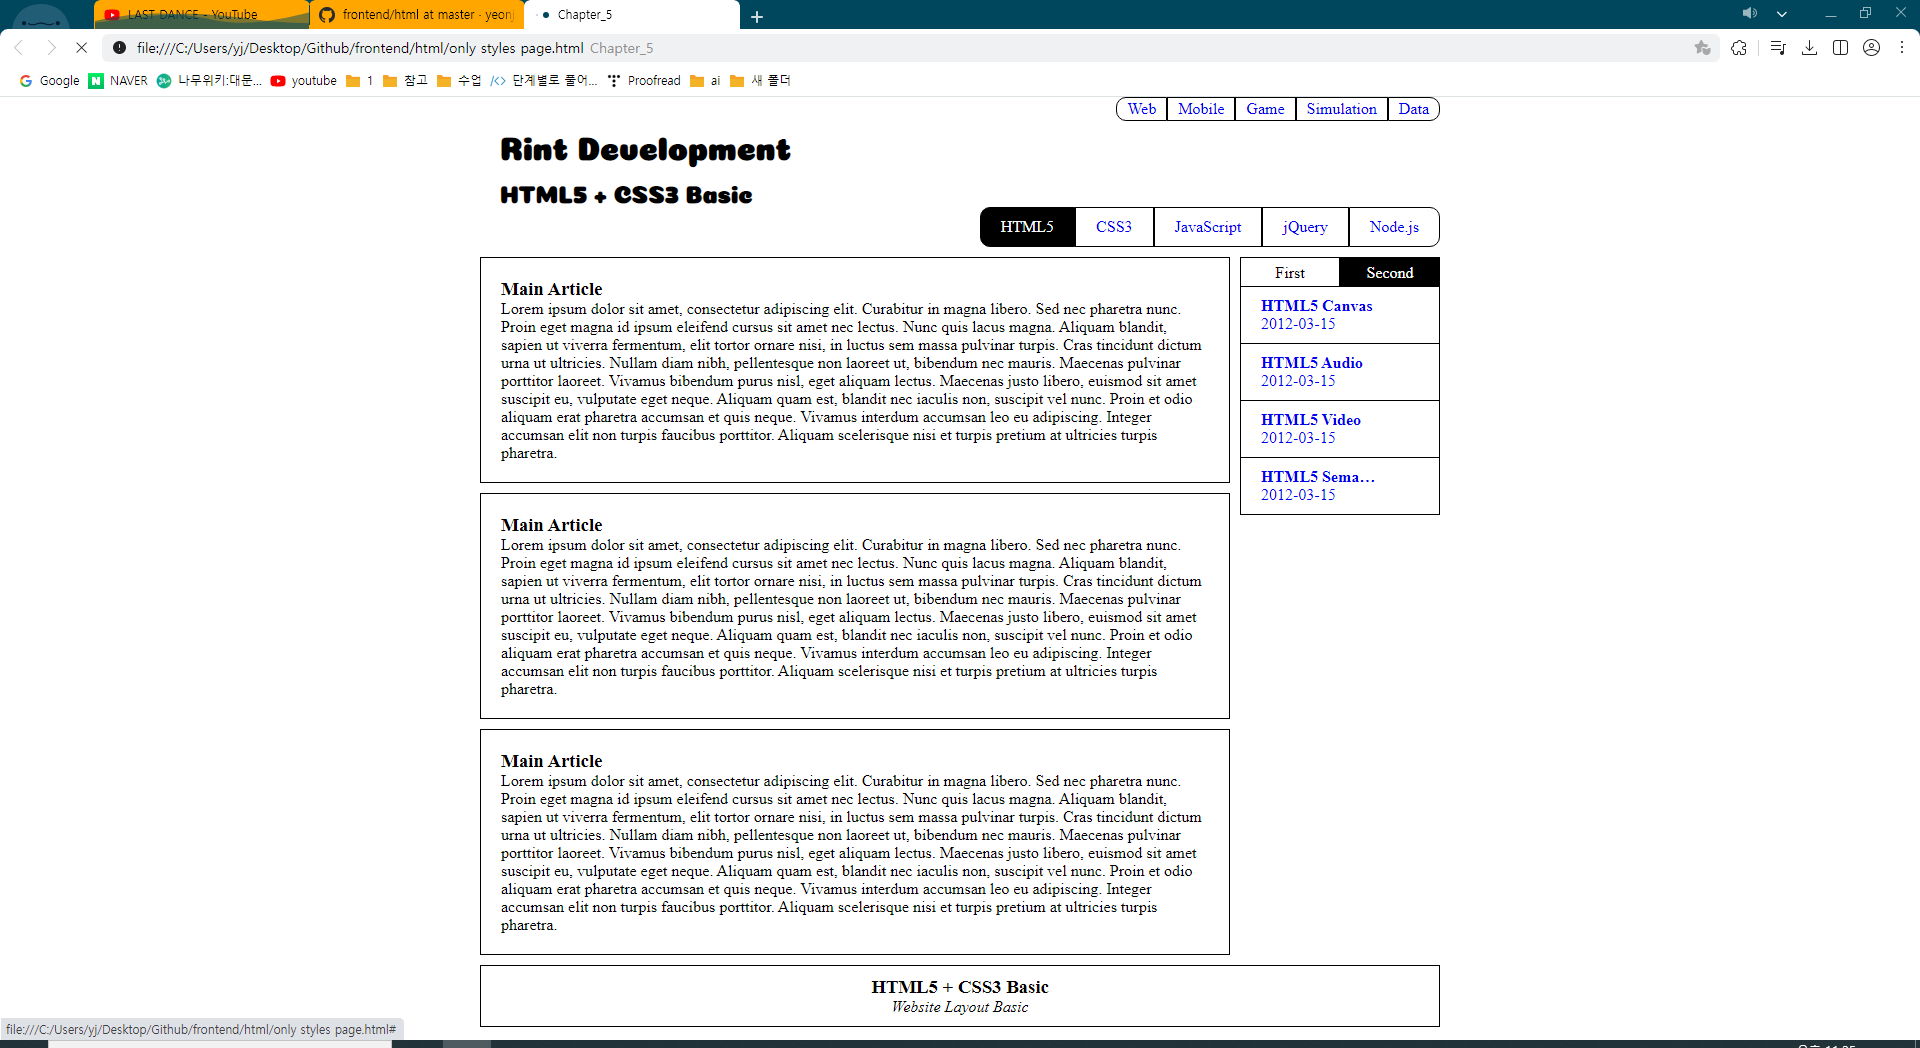 LAST DANCE - YouTube
frontend/html at master · yeon
Chapter_5
file:///C:/Users/yj/Desktop/Github/frontend/html/only styles page.html Chapter_5
Google NAVER 나무위키:대문... youtube 1 참고 수업 단계별로 풀어... Proofread ai 새 폴더
Web Mobile Game Simulation Data
Rint Development
HTML5 + CSS3 Basic
HTML5 CSS3 JavaScript jQuery Node.js
Main Article
Lorem ipsum dolor sit amet, consectetur adipiscing elit. Curabitur in magna libero. Sed nec pharetra nunc.
Proin eget magna id ipsum eleifend cursus sit amet nec lectus. Nunc quis lacus magna. Aliquam blandit,
sapien ut viverra fermentum, elit tortor ornare nisi, in luctus sem massa pulvinar turpis. Cras tincidunt dictum
urna ut ultricies. Nullam diam nibh, pellentesque non laoreet ut, bibendum nec mauris. Maecenas pulvinar
porttitor laoreet. Vivamus bibendum purus nisl, eget aliquam lectus. Maecenas justo libero, euismod sit amet
suscipit eu, vulputate eget neque. Aliquam quam est, blandit nec iaculis non, suscipit vel nunc. Proin et odio
aliquam erat pharetra accumsan et quis neque. Vivamus interdum accumsan leo eu adipiscing. Integer
accumsan elit non turpis faucibus porttitor. Aliquam scelerisque nisi et turpis pretium at ultricies turpis
pharetra.
Main Article
Lorem ipsum dolor sit amet, consectetur adipiscing elit. Curabitur in magna libero. Sed nec pharetra nunc.
Proin eget magna id ipsum eleifend cursus sit amet nec lectus. Nunc quis lacus magna. Aliquam blandit,
sapien ut viverra fermentum, elit tortor ornare nisi, in luctus sem massa pulvinar turpis. Cras tincidunt dictum
urna ut ultricies. Nullam diam nibh, pellentesque non laoreet ut, bibendum nec mauris. Maecenas pulvinar
porttitor laoreet. Vivamus bibendum purus nisl, eget aliquam lectus. Maecenas justo libero, euismod sit amet
suscipit eu, vulputate eget neque. Aliquam quam est, blandit nec iaculis non, suscipit vel nunc. Proin et odio
aliquam erat pharetra accumsan et quis neque. Vivamus interdum accumsan leo eu adipiscing. Integer
accumsan elit non turpis faucibus porttitor. Aliquam scelerisque nisi et turpis pretium at ultricies turpis
pharetra.
Main Article
Lorem ipsum dolor sit amet, consectetur adipiscing elit. Curabitur in magna libero. Sed nec pharetra nunc.
Proin eget magna id ipsum eleifend cursus sit amet nec lectus. Nunc quis lacus magna. Aliquam blandit,
sapien ut viverra fermentum, elit tortor ornare nisi, in luctus sem massa pulvinar turpis. Cras tincidunt dictum
urna ut ultricies. Nullam diam nibh, pellentesque non laoreet ut, bibendum nec mauris. Maecenas pulvinar
porttitor laoreet. Vivamus bibendum purus nisl, eget aliquam lectus. Maecenas justo libero, euismod sit amet
suscipit eu, vulputate eget neque. Aliquam quam est, blandit nec iaculis non, suscipit vel nunc. Proin et odio
aliquam erat pharetra accumsan et quis neque. Vivamus interdum accumsan leo eu adipiscing. Integer
accumsan elit non turpis faucibus porttitor. Aliquam scelerisque nisi et turpis pretium at ultricies turpis
pharetra.
First Second
HTML5 Canvas
2012-03-15
HTML5 Audio
2012-03-15
HTML5 Video
2012-03-15
HTML5 Sema…
2012-03-15
HTML5 + CSS3 Basic
Website Layout Basic
file:///C:/Users/yj/Desktop/Github/frontend/html/only styles page.html#